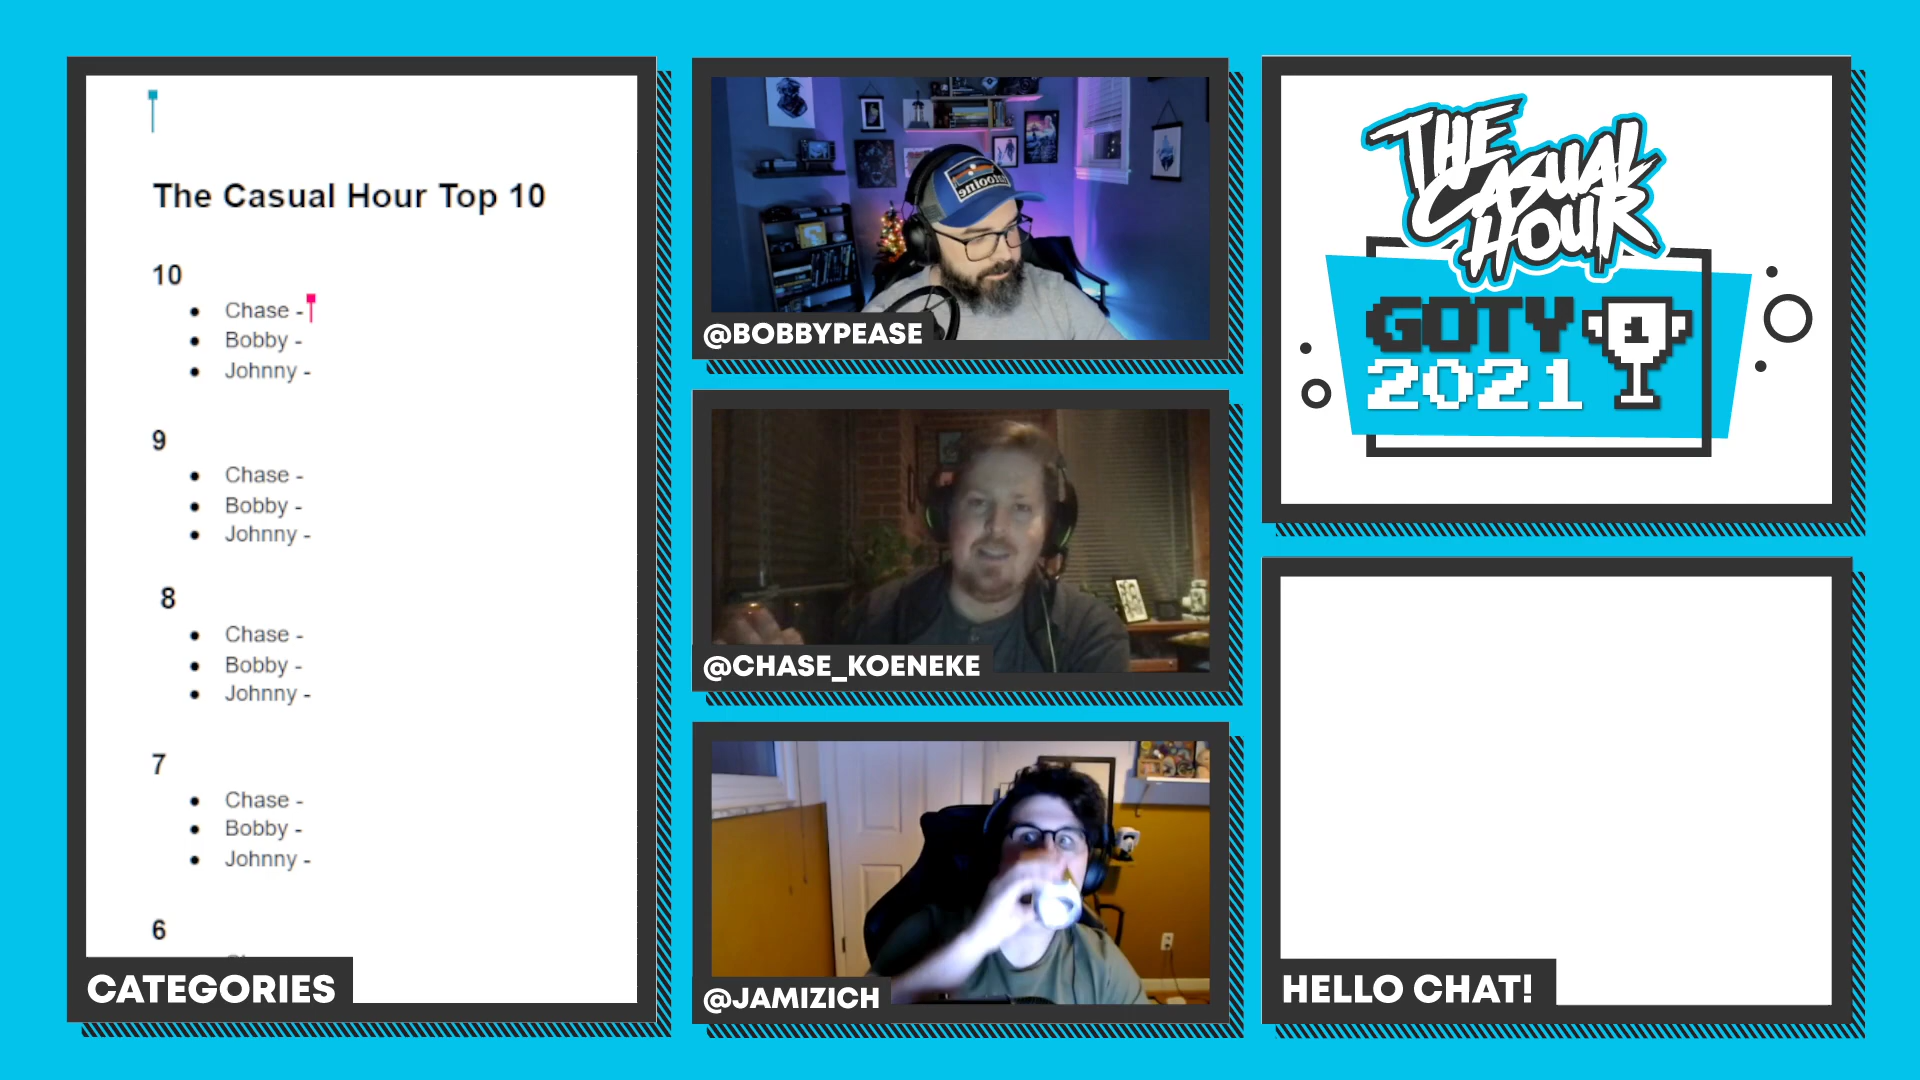 The Casual Hour Top 10
10
● Chase -
● Bobby -
● Johnny -
9
● Chase -
● Bobby -
● Johnny -
8
● Chase -
● Bobby -
● Johnny -
7
● Chase -
● Bobby -
● Johnny -
6
CATEGORIES
@BOBBYPEASE
@CHASE_KOENEKE
@JAMIZICH
THE
CASUAL
HOUR
GOTY
1
2021
HELLO CHAT!